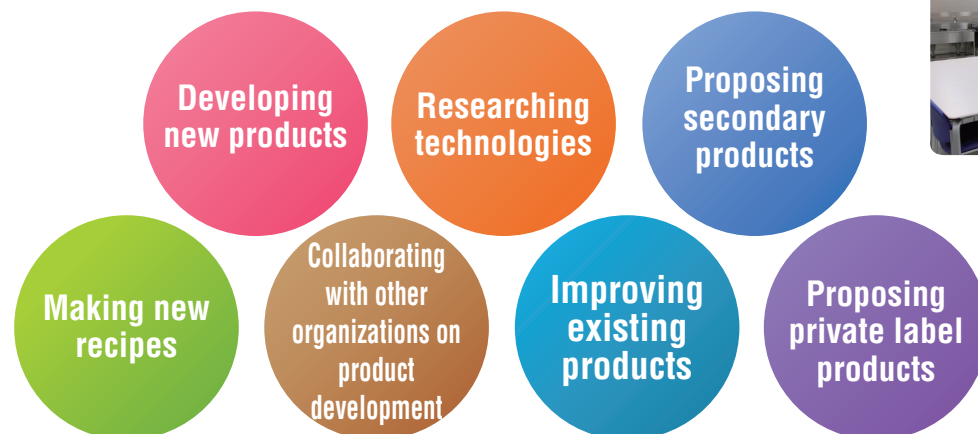 Developing
new products
Researching
technologies
Proposing
secondary
products
Making new
recipes
Collaborating
with other
organizations on
product
development
Improving
existing
products
Proposing
private label
products